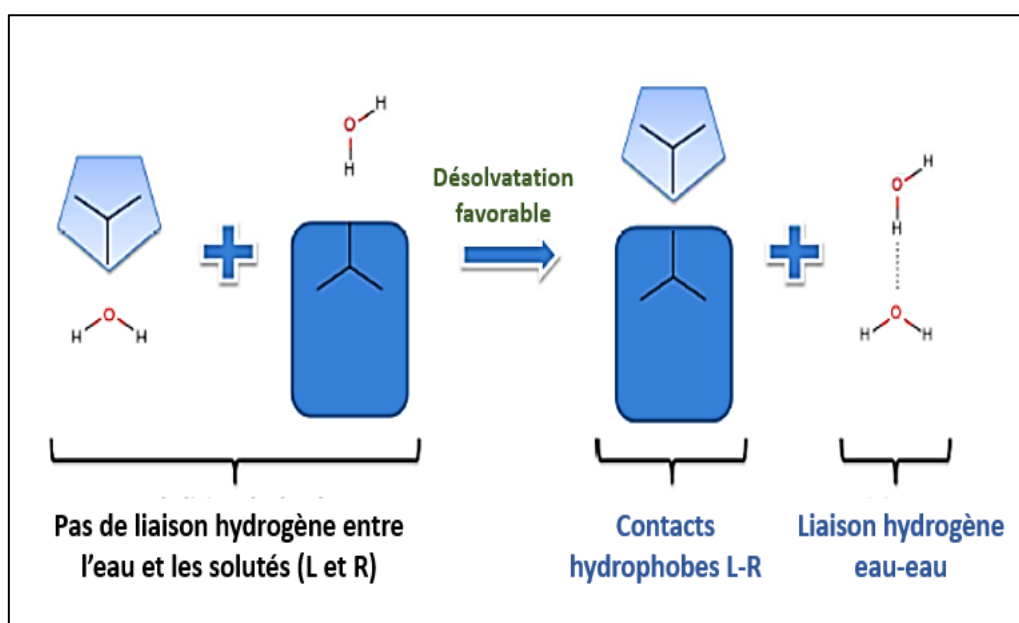 H
O
H
H
O
H
Désolvatation
favorable
H
O
H
H
O
H
Pas de liaison hydrogène entre
l'eau et les solutés (L et R)
Contacts
hydrophobes L-R
Liaison hydrogène
eau-eau